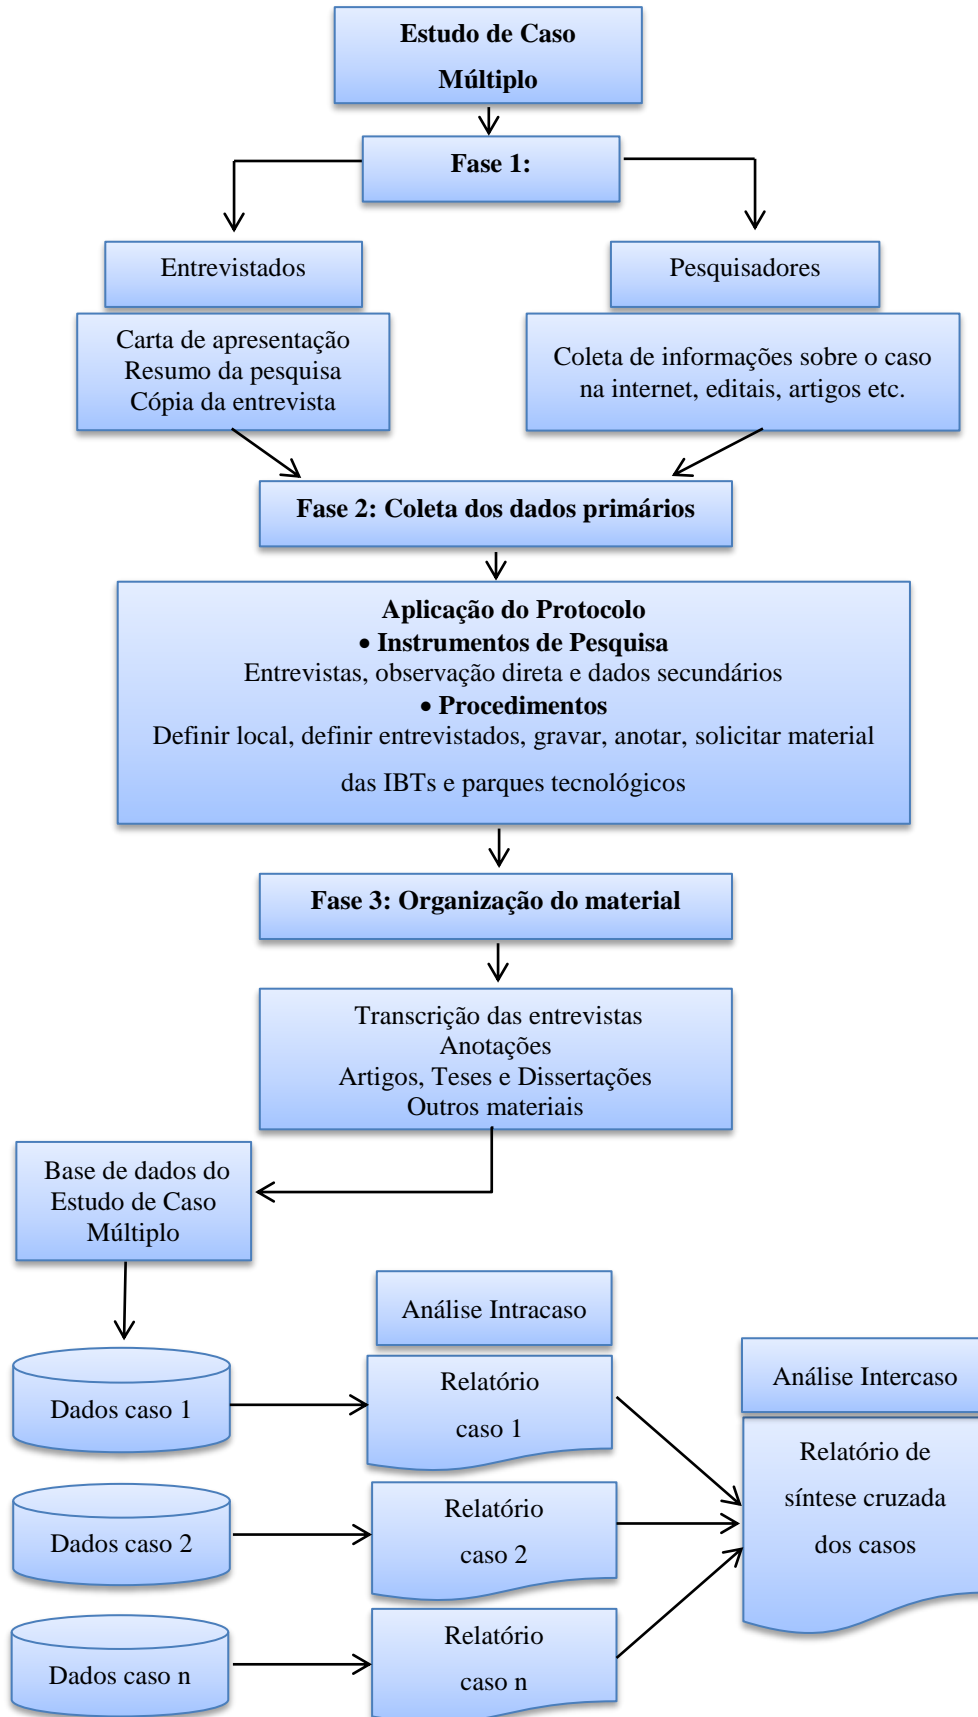 Estudo de Caso
Múltiplo
Fase 1:
Entrevistados
Pesquisadores
Carta de apresentação
Resumo da pesquisa
Cópia da entrevista
Coleta de informações sobre o caso
na internet, editais, artigos etc.
Fase 2: Coleta dos dados primários
Aplicação do Protocolo
• Instrumentos de Pesquisa
Entrevistas, observação direta e dados secundários
• Procedimentos
Definir local, definir entrevistados, gravar, anotar, solicitar material
das IBTs e parques tecnológicos
Fase 3: Organização do material
Transcrição das entrevistas
Anotações
Artigos, Teses e Dissertações
Outros materiais
Base de dados do
Estudo de Caso
Múltiplo
Análise Intracaso
Análise Intercaso
Dados caso 1
Relatório
caso 1
Relatório de
síntese cruzada
dos casos
Dados caso 2
Relatório
caso 2
Dados caso n
Relatório
caso n